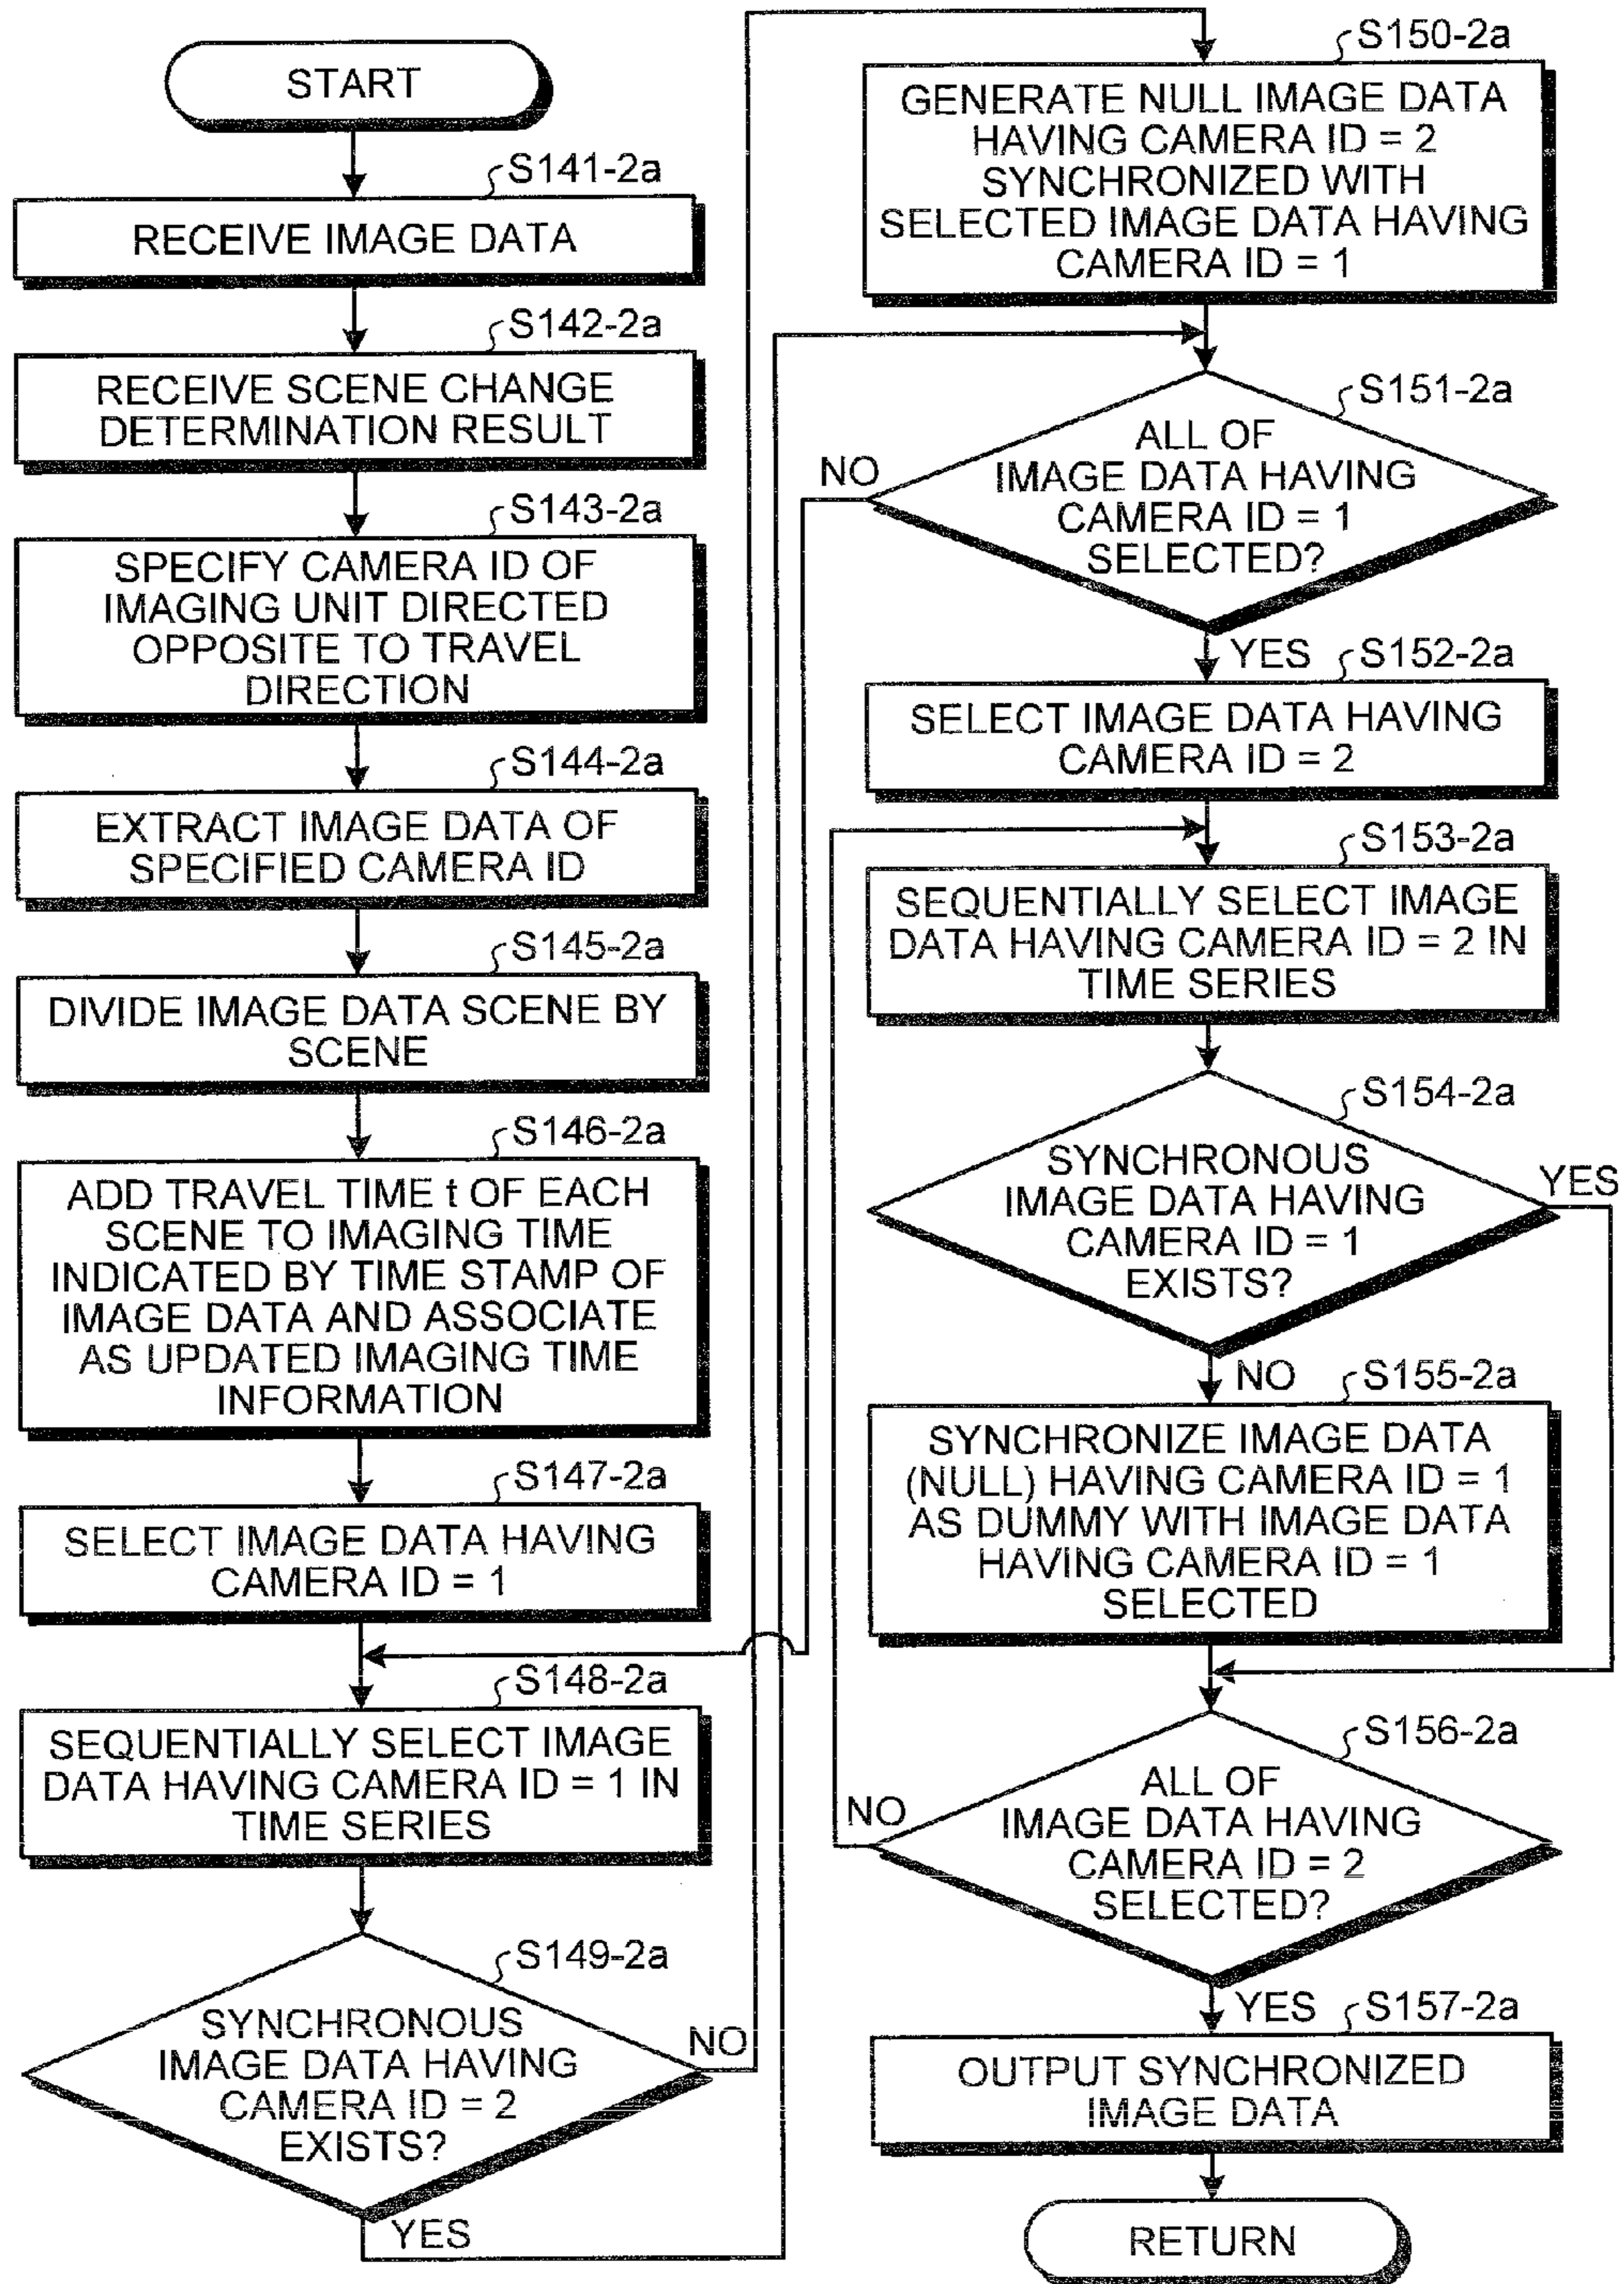 START
S141-2a
RECEIVE IMAGE DATA
S142-2a
RECEIVE SCENE CHANGE
DETERMINATION RESULT
S143-2a
SPECIFY CAMERA ID OF
IMAGING UNIT DIRECTED
OPPOSITE TO TRAVEL
DIRECTION
S144-2a
EXTRACT IMAGE DATA OF
SPECIFIED CAMERA ID
S145-2a
DIVIDE IMAGE DATA SCENE BY
SCENE
S146-2a
ADD TRAVEL TIME t OF EACH
SCENE TO IMAGING TIME
INDICATED BY TIME STAMP OF
IMAGE DATA AND ASSOCIATE
AS UPDATED IMAGING TIME
INFORMATION
S147-2a
SELECT IMAGE DATA HAVING
CAMERA ID = 1
S148-2a
SEQUENTIALLY SELECT IMAGE
DATA HAVING CAMERA ID = 1 IN
TIME SERIES
S149-2a
SYNCHRONOUS
IMAGE DATA HAVING
CAMERA ID = 2
EXISTS?
NO
YES
S150-2a
GENERATE NULL IMAGE DATA
HAVING CAMERA ID = 2
SYNCHRONIZED WITH
SELECTED IMAGE DATA HAVING
CAMERA ID = 1
S151-2a
ALL OF
IMAGE DATA HAVING
CAMERA ID = 1
SELECTED?
NO
YES
S152-2a
SELECT IMAGE DATA HAVING
CAMERA ID = 2
S153-2a
SEQUENTIALLY SELECT IMAGE
DATA HAVING CAMERA ID = 2 IN
TIME SERIES
S154-2a
SYNCHRONOUS
IMAGE DATA HAVING
CAMERA ID = 1
EXISTS?
YES
NO
S155-2a
SYNCHRONIZE IMAGE DATA
(NULL) HAVING CAMERA ID = 1
AS DUMMY WITH IMAGE DATA
HAVING CAMERA ID = 1
SELECTED
S156-2a
ALL OF
IMAGE DATA HAVING
CAMERA ID = 2
SELECTED?
NO
YES
S157-2a
OUTPUT SYNCHRONIZED
IMAGE DATA
RETURN